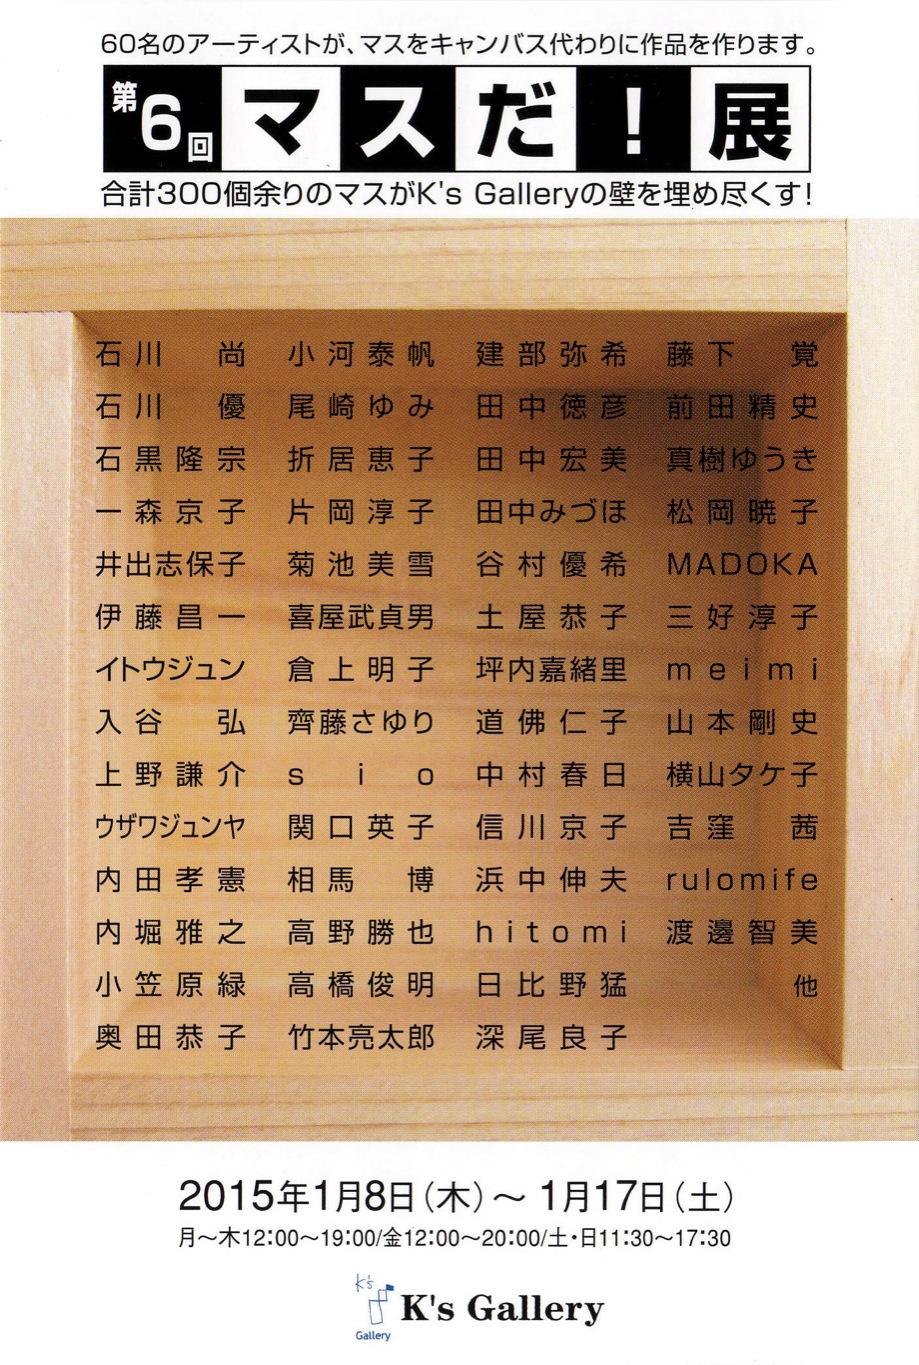 60名のアーティストが、マスをキャンバス代わりに作品を作ります。
第6回マスだ!展
合計300個余りのマスがK's Galleryの壁を埋め尽くす!
石川 尚 小河泰帆 建部弥希 藤下 覚
石川 優 尾崎ゆみ 田中徳彦 前田精史
石黒隆宗 折居恵子 田中宏美 真樹ゆうき
一森京子 片岡淳子 田中みづほ 松岡暁子
井出志保子 菊池美雪 谷村優希 MADOKA
伊藤昌一 喜屋武貞男 土屋恭子 三好淳子
イトウジュン 倉上明子 坪内嘉緒里 meimi
入谷 弘 齊藤さゆり 道佛仁子 山本剛史
上野謙介 sio 中村春日 横山タケ子
ウザワジュンヤ 関口英子 信川京子 吉窪 茜
内田孝憲 相馬 博 浜中伸夫 rulomife
内堀雅之 高野勝也 hitomi 渡邊智美
小笠原緑 高橋俊明 日比野猛 他
奥田恭子 竹本亮太郎 深尾良子
2015年1月8日(木)~1月17日(土)
月~木12:00~19:00/金12:00~20:00/土・日11:30~17:30
K's Gallery
K's Gallery